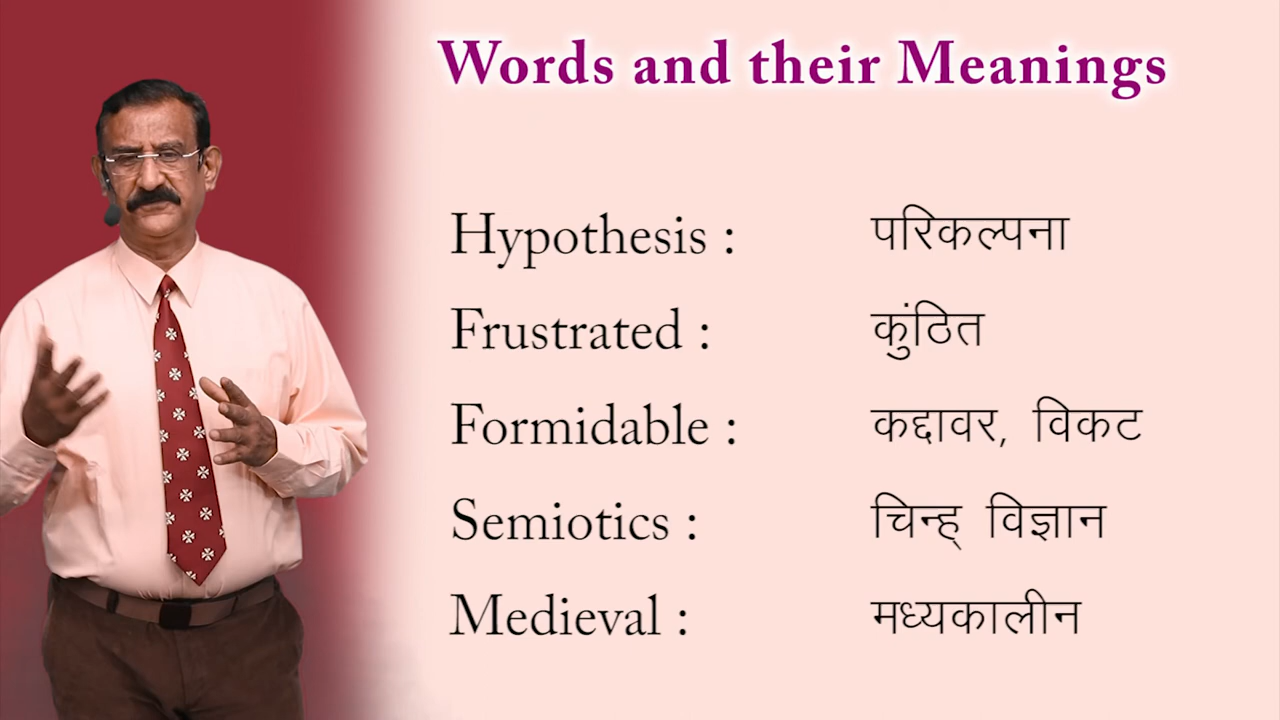 Words and their Meanings
Hypothesis : परिकल्पना
Frustrated : कुंठित
Formidable : कद्दावर, विकट
Semiotics : चिन्ह् विज्ञान
Medieval : मध्यकालीन